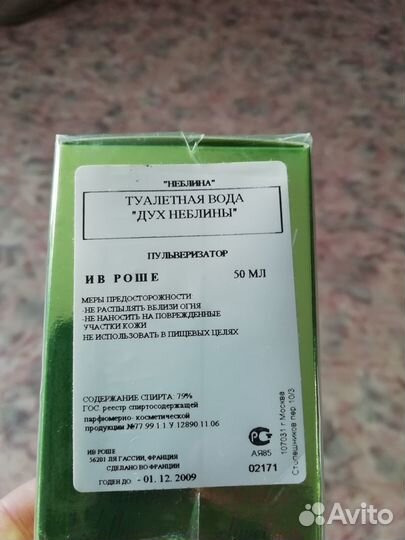 "НЕБЛИНА"
ТУАЛЕТНАЯ ВОДА
"ДУХ НЕБЛИНЫ"
ПУЛЬВЕРИЗАТОР
ИВ РОШЕ 50 МЛ
МЕРЫ ПРЕДОСТОРОЖНОСТИ
-НЕ РАСПЫЛЯТЬ ВБЛИЗИ ОГНЯ
-НЕ НАНОСИТЬ НА ПОВРЕЖДЕННЫЕ
УЧАСТКИ КОЖИ
НЕ ИСПОЛЬЗОВАТЬ В ПИЩЕВЫХ ЦЕЛЯХ
СОДЕРЖАНИЕ СПИРТА: 79%
ГОС. реестр спиртосодержащей
парфюмерно-косметической
продукции №77 99 1 1 У 12890 11.06
ИВ РОШЕ
56201 ЛЯ ГАССИИ, ФРАНЦИЯ
СДЕЛАНО ВО ФРАНЦИИ
ГОДЕН ДО - 01. 12. 2009
АЯ85
02171
107031 г Москва
Столешников пер 10/3
Avito